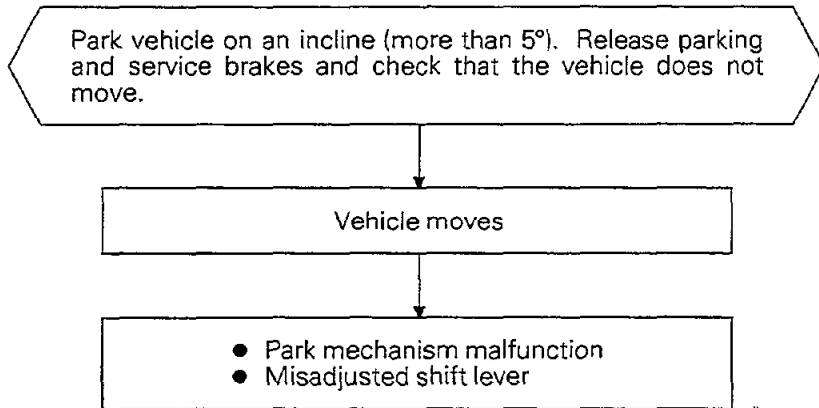 Park vehicle on an incline (more than 5°). Release parking
and service brakes and check that the vehicle does not
move.
Vehicle moves
● Park mechanism malfunction
● Misadjusted shift lever